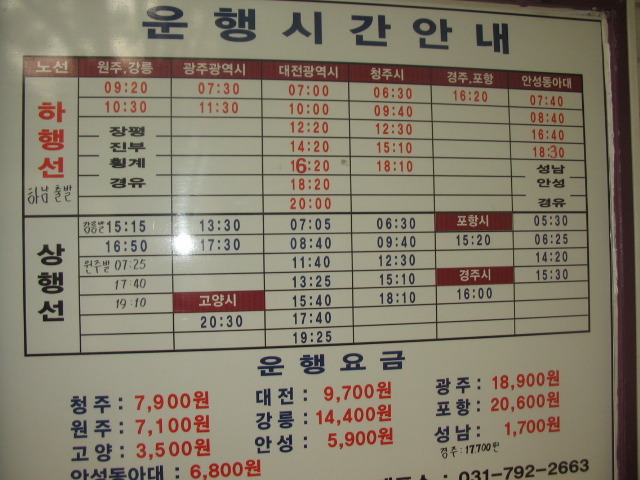 운행시간안내
노선 원주,강릉 광주광역시 대전광역시 청주시 경주,포항 안성동아대
하행선 하남출발
09:20 07:30 07:00 06:30 16:20 07:40
10:30 11:30 10:00 09:40 08:40
장평 12:20 12:30 16:40
진부 14:20 15:10 18:30
횡계 16:20 18:10 성남
경유 18:20 안성
20:00 경유
상행선
강릉발 15:15 13:30 07:05 06:30 포항시 05:30
16:50 17:30 08:40 09:40 15:20 06:25
원주발 07:25 11:40 12:30 14:20
17:40 13:25 15:10 경주시 15:30
19:10 고양시 15:40 18:10 16:00
20:30 17:40
19:25
운행요금
청주: 7,900원 대전: 9,700원 광주: 18,900원
원주: 7,100원 강릉: 14,400원 포항: 20,600원
고양: 3,500원 안성: 5,900원 성남: 1,700원
경주: 17,700원
안성동아대: 6,800원 : 031-792-2663